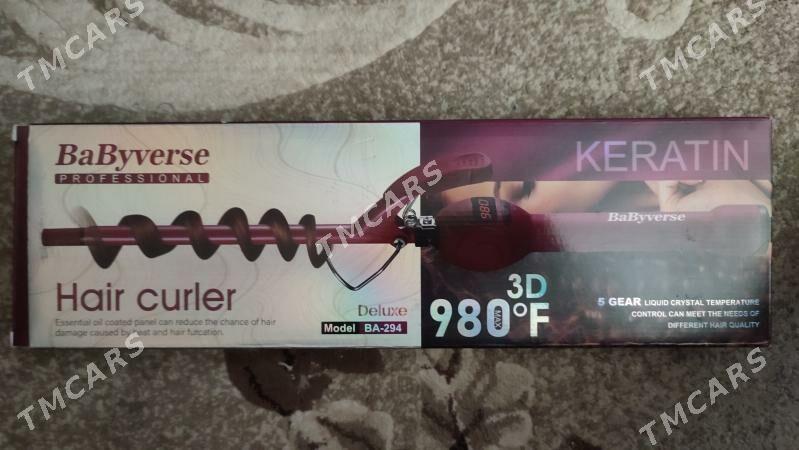 TMCARS
TMCARS
BaByverse
PROFESSIONAL
KERATIN
TMCARS
980
BaByverse
Hair curler
Essential oil coated panel can reduce the chance of hair
damage caused by heat and hair furcation.
Deluxe
Model BA-294
3D
980°F
MAX
5 GEAR LIQUID CRYSTAL TEMPERATURE
CONTROL CAN MEET THE NEEDS OF
DIFFERENT HAIR QUALITY
TMCARS
TMCARS